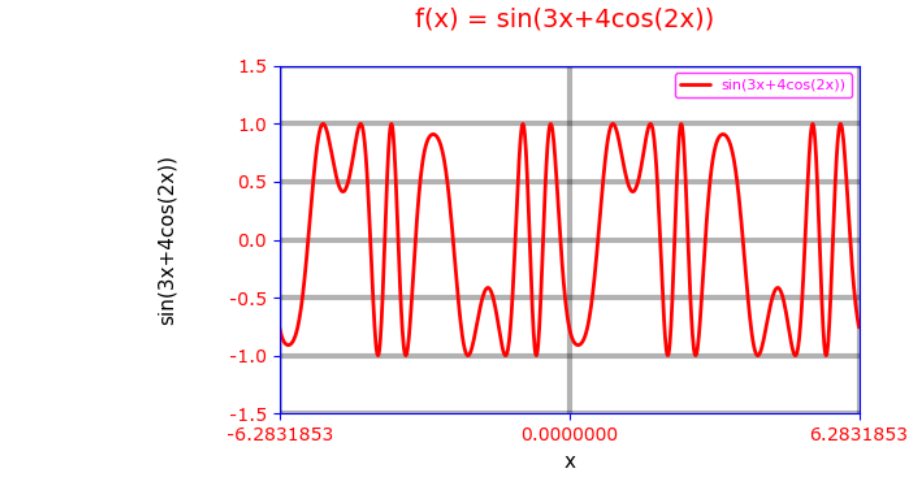 f(x) = sin(3x+4cos(2x))
sin(3x+4cos(2x))
sin(3x+4cos(2x))
1.5
1.0
0.5
0.0
-0.5
-1.0
-1.5
-6.2831853 0.0000000 6.2831853
x